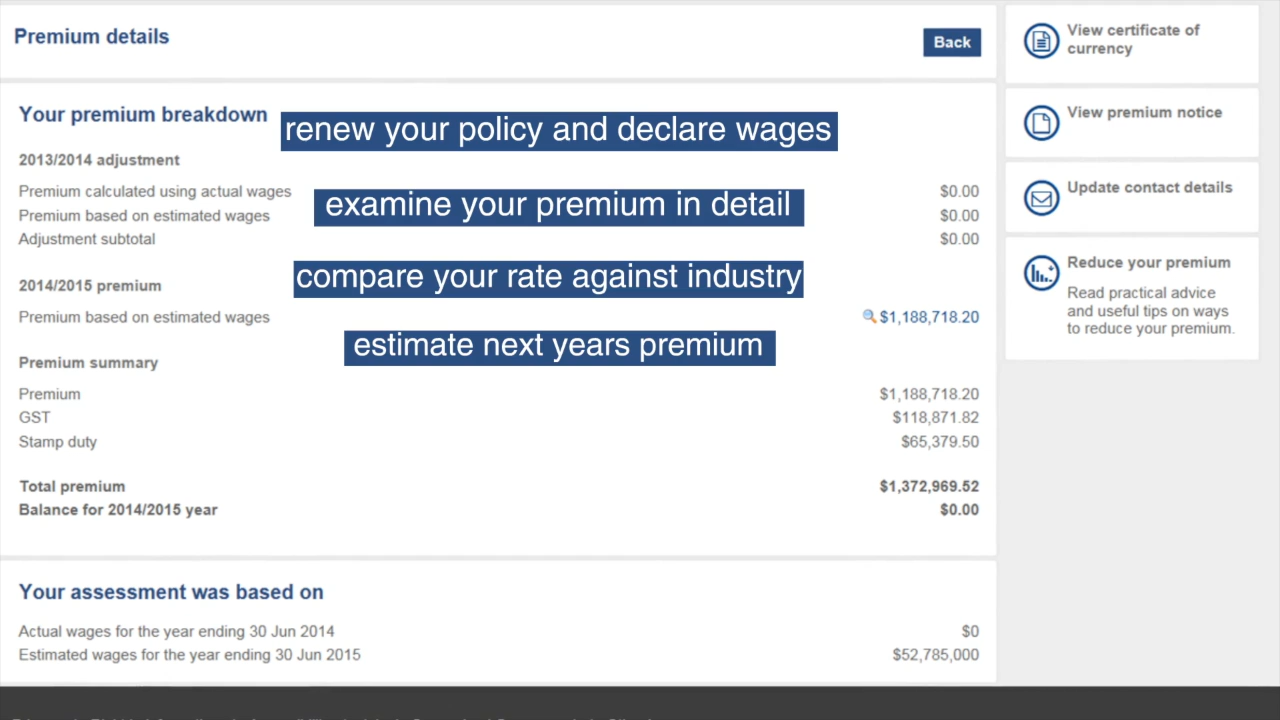 Premium details
Back
Your premium breakdown
renew your policy and declare wages
2013/2014 adjustment
Premium calculated using actual wages $0.00
examine your premium in detail
Premium based on estimated wages $0.00
Adjustment subtotal $0.00
compare your rate against industry
2014/2015 premium
Premium based on estimated wages $1,188,718.20
estimate next years premium
Premium summary
Premium $1,188,718.20
GST $118,871.82
Stamp duty $65,379.50
Total premium $1,372,969.52
Balance for 2014/2015 year $0.00
Your assessment was based on
Actual wages for the year ending 30 Jun 2014 $0
Estimated wages for the year ending 30 Jun 2015 $52,785,000
View certificate of
currency
View premium notice
Update contact details
Reduce your premium
Read practical advice
and useful tips on ways
to reduce your premium.